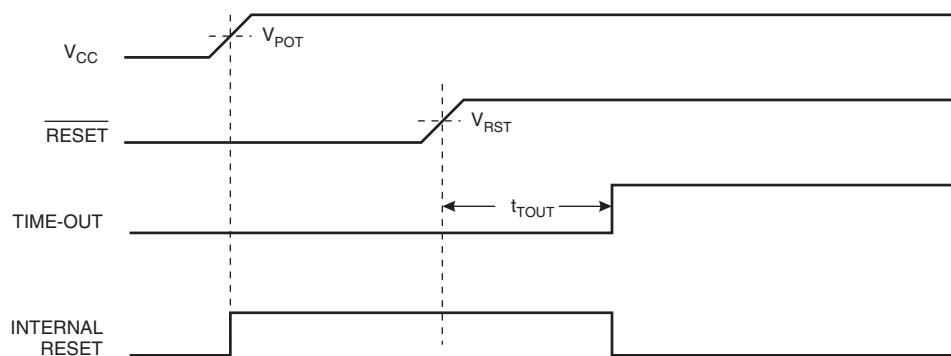 V_CC
V_POT
RESET
V_RST
TIME-OUT
t_TOUT
INTERNAL
RESET